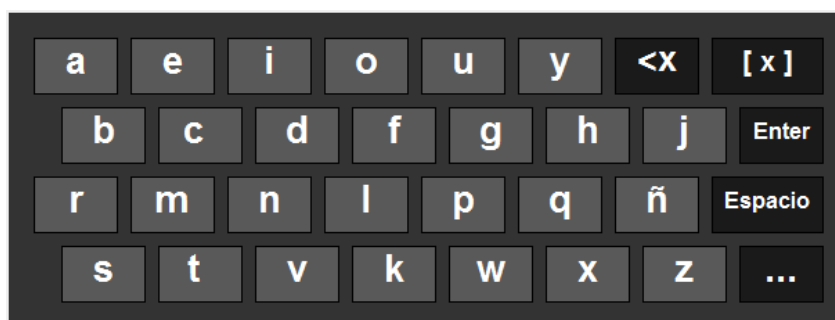 a e i o u y <X [ x ]
b c d f g h j Enter
r m n l p q ñ Espacio
s t v k w x z ...